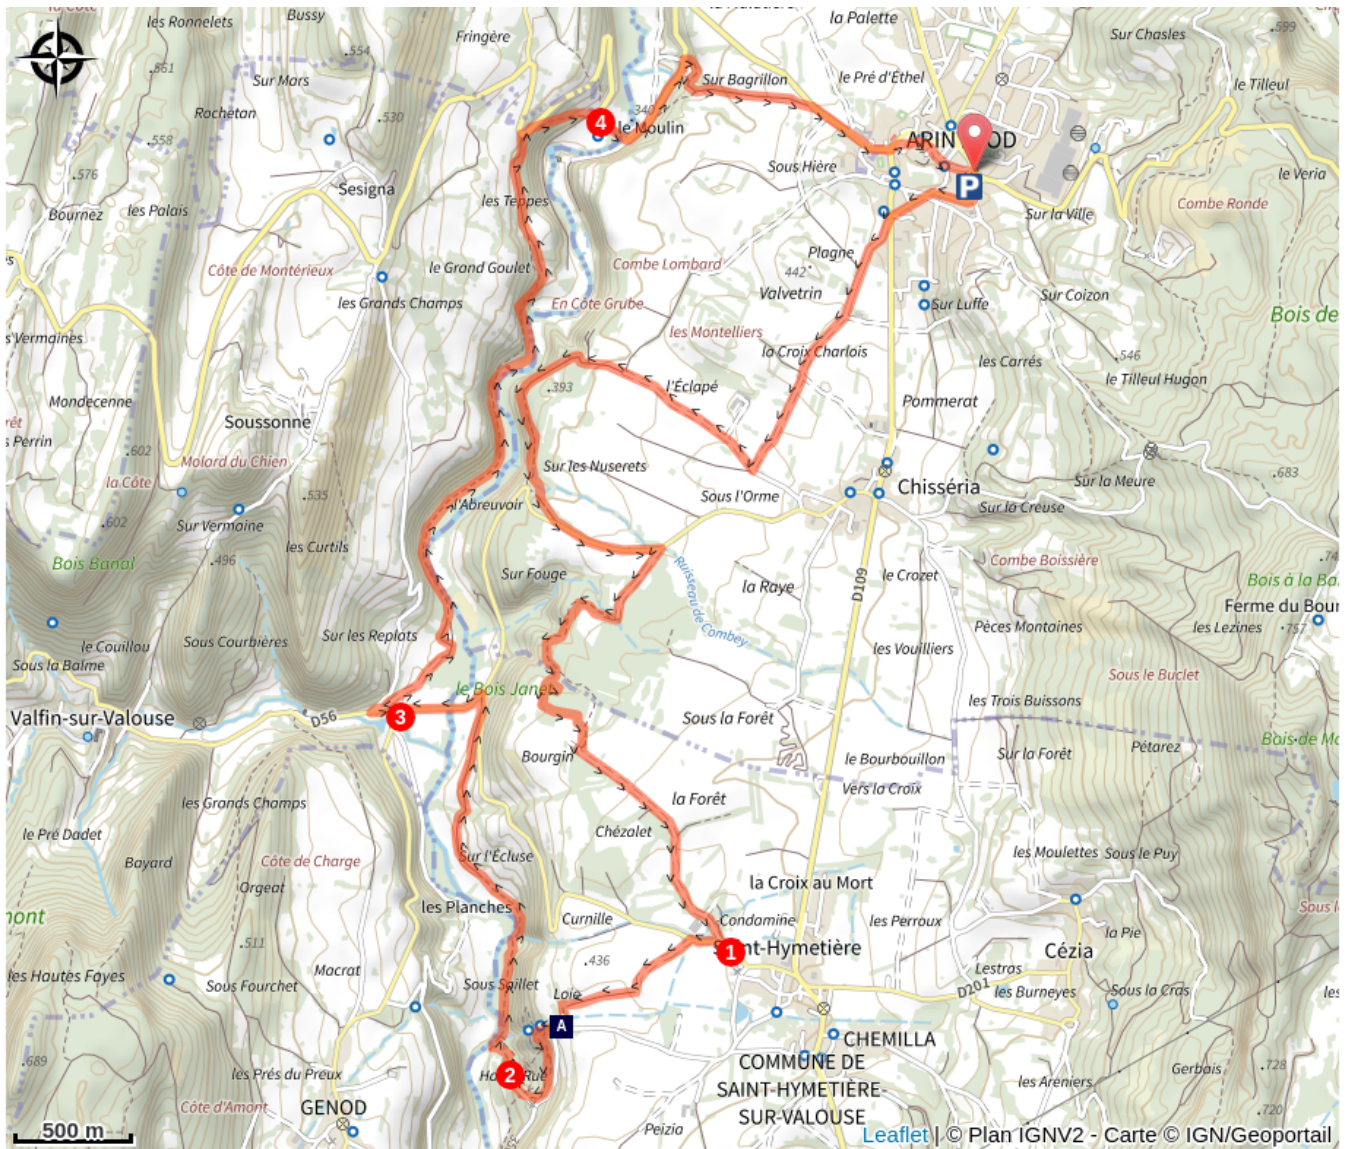 les Ronnelets
Bussy
la Palette
Sur Chasles
.599
Fringère
.554
.561
Sur Mars
Sur Bagrillon
le Pré d'Éthel
le Tilleul
Rochetan
.530
340
4
le Moulin
ARIN OD
.558
Sous Hière
.576
Sesigna
P
le Veria
Bournez
les Palais
les Teppes
Sur la Ville
Combe Ronde
Plagne
Côte de Montérieux
le Grand Goulet
Combe Lombard
442
Valvetrin
Sur Coizon
les Grands Champs
En Côte Grube
Sur Luffe
Bois de
s Vermaines
les Montelliers
la Croix Charlois
.546
les Carrés
le Tilleul Hugon
Mondecenne
.393
l'Éclapé
Pommerat
Soussonne
s Perrin
.602
Molard du Chien
Sur les Nuserets
.683
la Côte
Sur la Meure
.535
Sous l'Orme
Chisséria
l'Abreuvoir
Sur la Creuse
.602
Sur Vermoine
les Curtils
Bois Banal
.496
Combe Boissière
Sur Fouge
Ruisseau de Combey
la Raye
D109
le Crozet
Bois à la Ba
Ferme du Bour
Pèces Montaines
les Lezines
.757
le Couillou
Sous Courbières
Sur les Replats
les Vouilliers
Sous la Balme
Sous le Buclet
le Bois Janet
les Trois Buissons
Valfin-sur-Valouse
D56
3
Sous la Forêt
Bois de Mo
Bourgin
Sur la Forêt
Pétarez
le Bourbouillon
les Grands Champs
la Forêt
Vers la Croix
le Pré Dadet
Chézalet
Bayard
Côte de Charge
Sur l'Écluse
les Moulettes
Sous le Puy
Orgeat
la Croix au Mort
les Planches
Curnille
Condamine
les Perroux
mont
la Pie
.511
1
Saint-Hymetière
Cézia
.436
les Hautes Fayes
Macrat
Sous Fourchet
Sous Soillet
Loie
Lestras
D201
les Burneyes
Sous la Cras
A
CHEMILLA
.689
2
COMMUNE DE
SAINT-HYMETIÈRE-
SUR-VALOUSE
les Prés du Preux
Gerbais
.728
les Areniers
Côte d'Amont
GENOD
.720
Peizia
500 m
Leaflet | © Plan IGNV2 - Carte © IGN/Geoportail